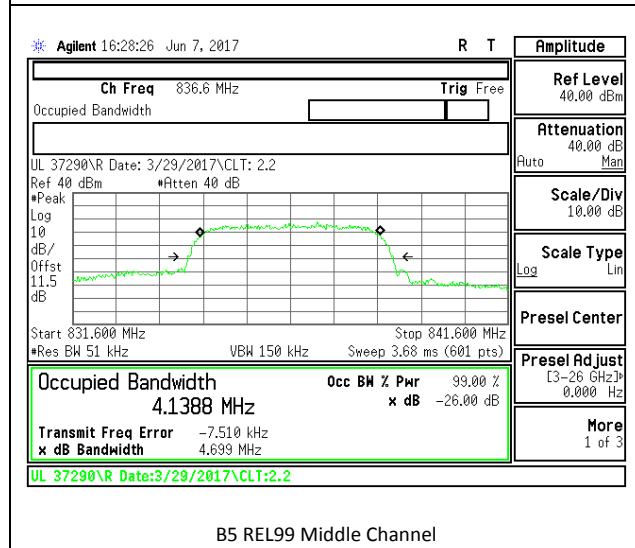 Agilent 16:28:26 Jun 7, 2017 R T
Ch Freq 836.6 MHz Trig Free
Occupied Bandwidth
UL 37290\R Date: 3/29/2017\CLT: 2.2
Ref 40 dBm #Atten 40 dB
#Peak
Log
10
dB/
Offst
11.5
dB
Start 831.600 MHz Stop 841.600 MHz
#Res BW 51 kHz VBW 150 kHz Sweep 3.68 ms (601 pts)
Occupied Bandwidth Occ BW % Pwr 99.00 %
4.1388 MHz x dB -26.00 dB
Transmit Freq Error -7.510 kHz
x dB Bandwidth 4.699 MHz
UL 37290\R Date:3/29/2017\CLT:2.2
Amplitude
Ref Level
40.00 dBm
Attenuation
40.00 dB
Auto Man
Scale/Div
10.00 dB
Scale Type
Log Lin
Presel Center
Presel Adjust
[3-26 GHz]
0.000 Hz
More
1 of 3
B5 REL99 Middle Channel